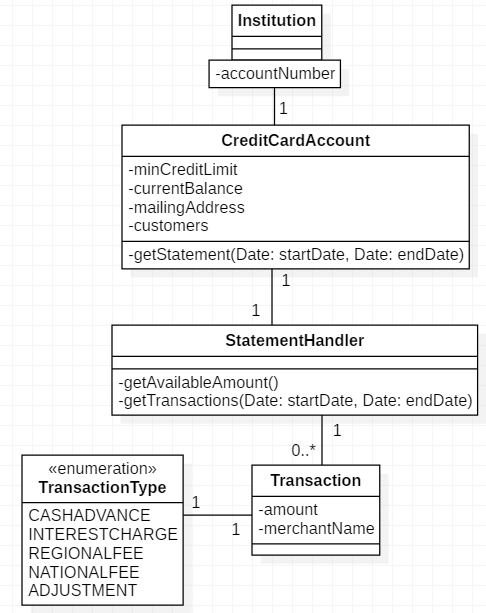 Institution
-accountNumber
1
CreditCardAccount
-minCreditLimit
-currentBalance
-mailingAddress
-customers
-getStatement(Date: startDate, Date: endDate)
1
1
StatementHandler
-getAvailableAmount()
-getTransactions(Date: startDate, Date: endDate)
1
0..*
«enumeration»
TransactionType
CASHADVANCE
INTERESTCHARGE
REGIONALFEE
NATIONALFEE
ADJUSTMENT
1
1
Transaction
-amount
-merchantName